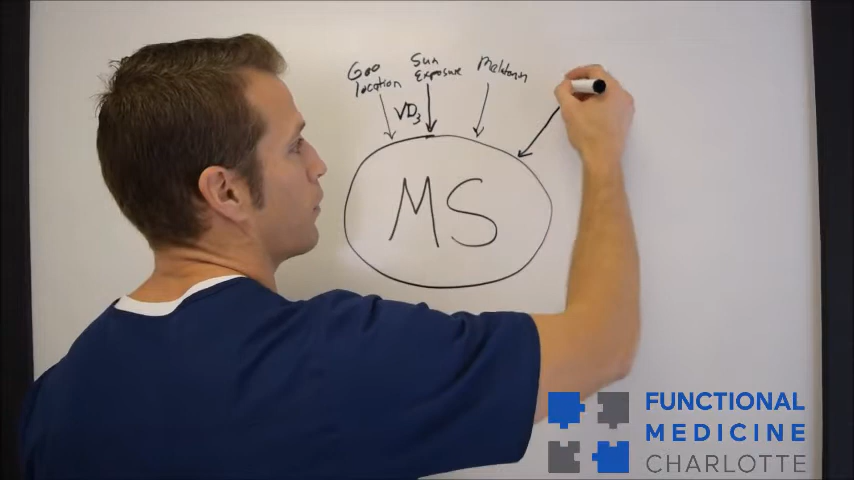 Geo
location
Sun
Exposure
Melatonin
VD3
MS
FUNCTIONAL
MEDICINE
CHARLOTTE